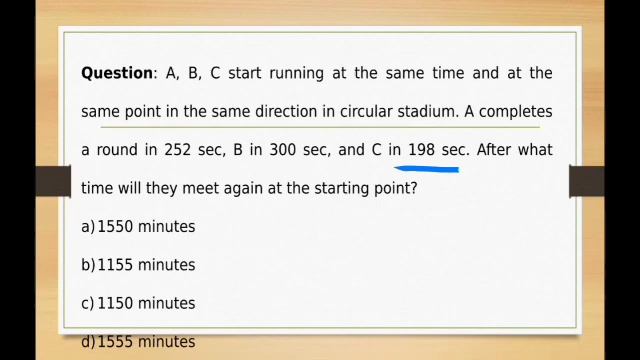 Question: A, B, C start running at the same time and at the
same point in the same direction in circular stadium. A completes
a round in 252 sec, B in 300 sec, and C in 198 sec. After what
time will they meet again at the starting point?
a) 1550 minutes
b) 1155 minutes
c) 1150 minutes
d) 1555 minutes